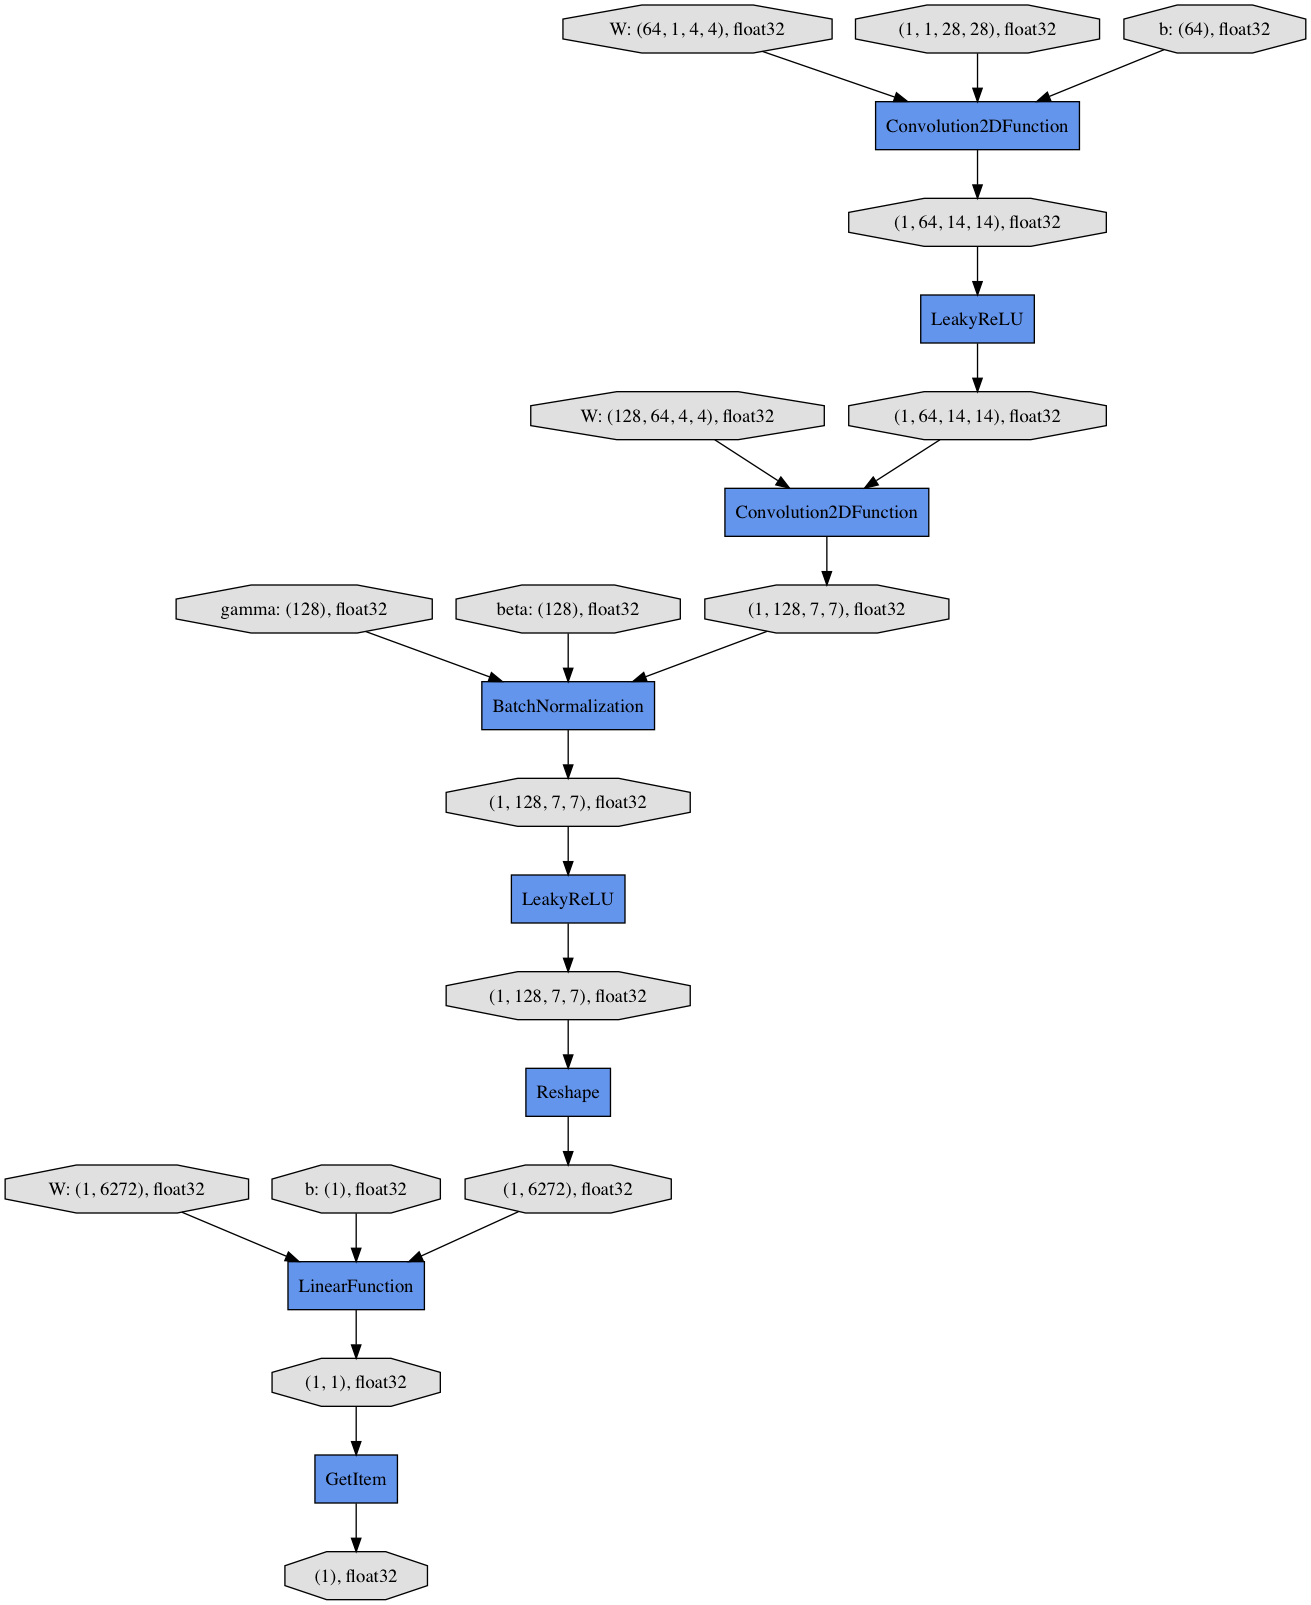 W: (64, 1, 4, 4), float32
(1, 1, 28, 28), float32
b: (64), float32
Convolution2DFunction
(1, 64, 14, 14), float32
LeakyReLU
W: (128, 64, 4, 4), float32
(1, 64, 14, 14), float32
Convolution2DFunction
gamma: (128), float32
beta: (128), float32
(1, 128, 7, 7), float32
BatchNormalization
(1, 128, 7, 7), float32
LeakyReLU
(1, 128, 7, 7), float32
Reshape
W: (1, 6272), float32
b: (1), float32
(1, 6272), float32
LinearFunction
(1, 1), float32
GetItem
(1), float32